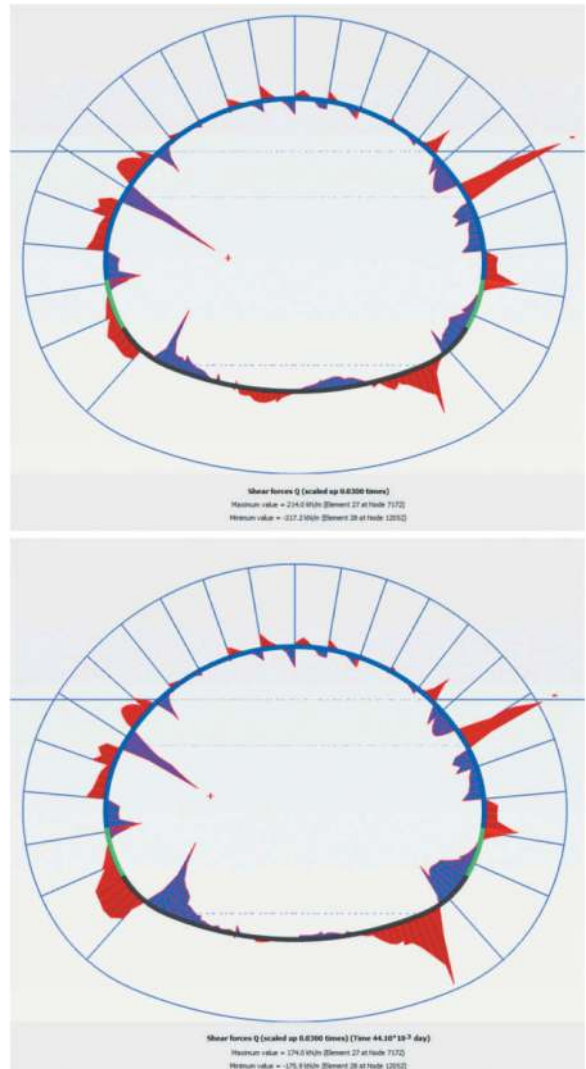 Shear forces Q (scaled up 0.0300 times)
Maximum value = 214.0 kN/m (Element 27 at Node 7172)
Minimum value = -217.2 kN/m (Element 28 at Node 12052)
Shear forces Q (scaled up 0.0300 times) (Time 44.10*10-3 day)
Maximum value = 174.0 kN/m (Element 27 at Node 7172)
Minimum value = -175.9 kN/m (Element 28 at Node 12052)